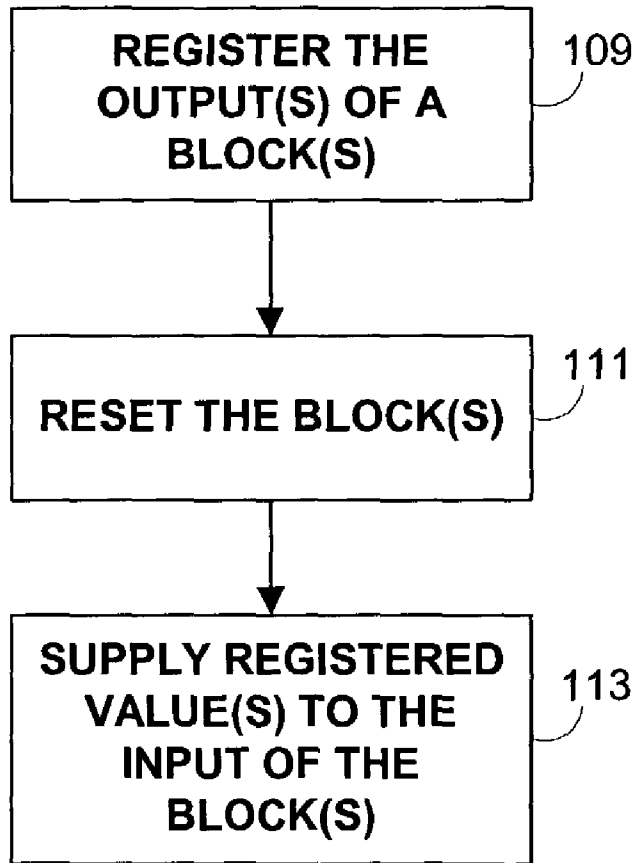 REGISTER THE
OUTPUT(S) OF A
BLOCK(S)
109
RESET THE BLOCK(S)
111
SUPPLY REGISTERED
VALUE(S) TO THE
INPUT OF THE
BLOCK(S)
113